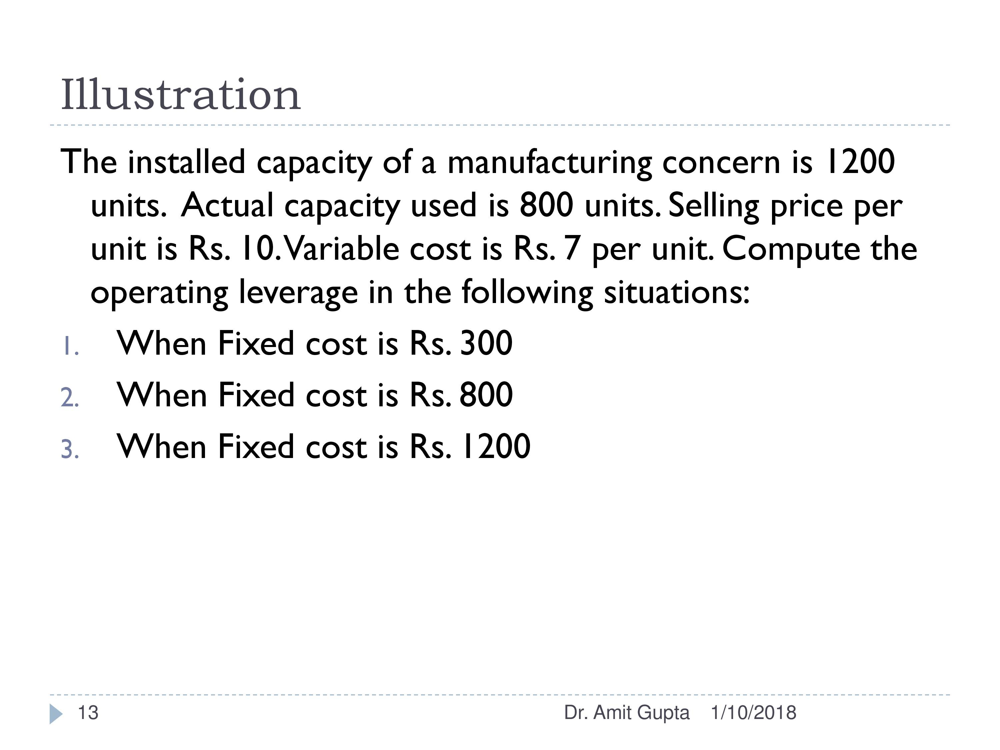 Illustration
The installed capacity of a manufacturing concern is 1200
units. Actual capacity used is 800 units. Selling price per
unit is Rs. 10. Variable cost is Rs. 7 per unit. Compute the
operating leverage in the following situations:
1. When Fixed cost is Rs. 300
2. When Fixed cost is Rs. 800
3. When Fixed cost is Rs. 1200
13 Dr. Amit Gupta 1/10/2018